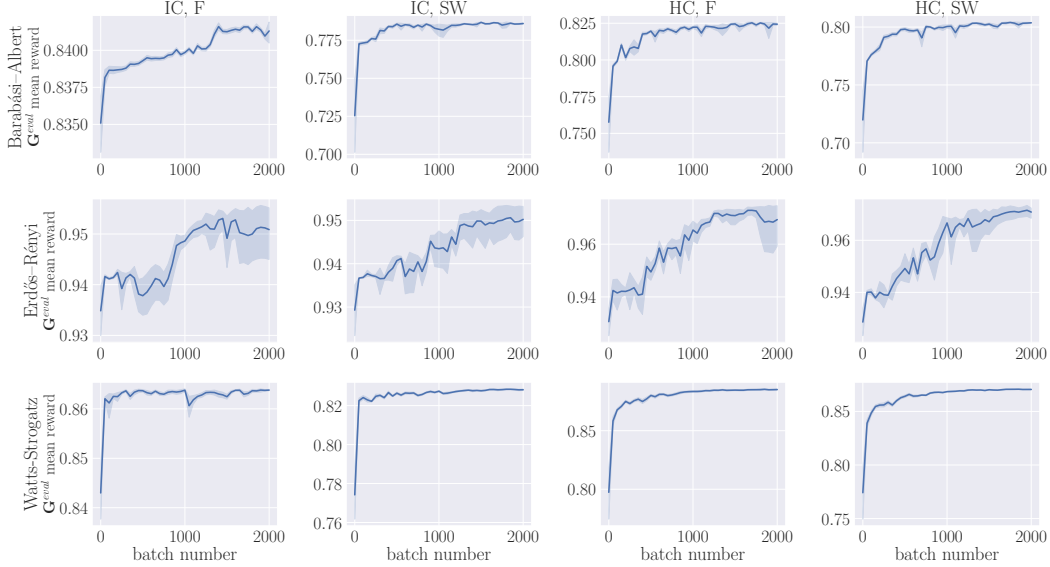 IC, F
IC, SW
HC, F
HC, SW
Barabási–Albert
G^eval mean reward
0.8400
0.8375
0.8350
0 1000 2000
0.775
0.750
0.725
0.700
0 1000 2000
0.825
0.800
0.775
0.750
0 1000 2000
0.80
0.75
0.70
0 1000 2000
Erdős–Rényi
G^eval mean reward
0.95
0.94
0.93
0 1000 2000
0.95
0.94
0.93
0 1000 2000
0.96
0.94
0 1000 2000
0.96
0.94
0 1000 2000
Watts-Strogatz
G^eval mean reward
0.86
0.85
0.84
0 1000 2000
batch number
0.82
0.80
0.78
0.76
0 1000 2000
batch number
0.85
0.80
0 1000 2000
batch number
0.85
0.80
0.75
0 1000 2000
batch number